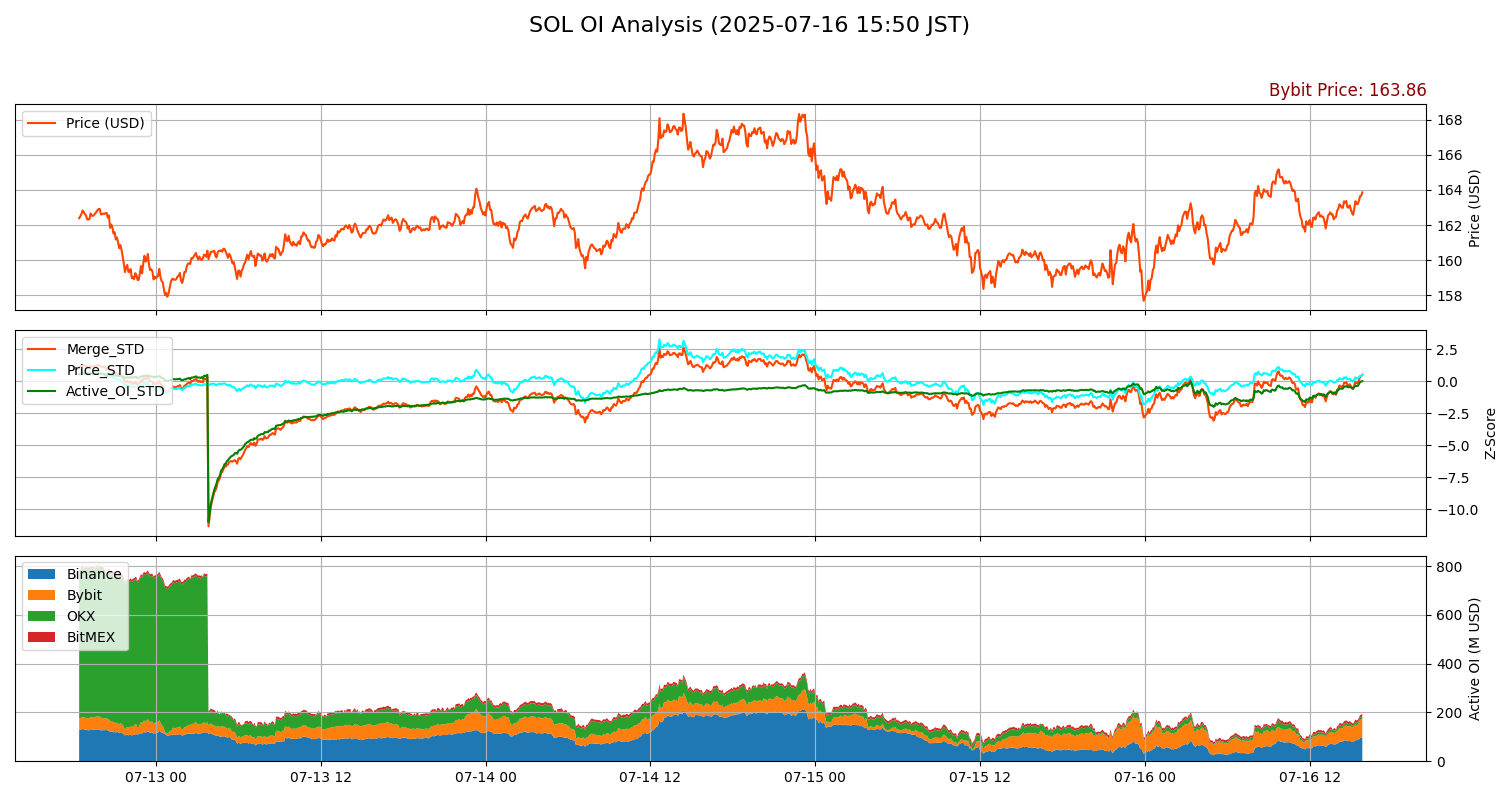 SOL OI Analysis (2025-07-16 15:50 JST)
Bybit Price: 163.86
Price (USD)
168
166
164
162
160
158
Price (USD)
Merge_STD
Price_STD
Active_OI_STD
2.5
0.0
−2.5
−5.0
−7.5
−10.0
Z-Score
Binance
Bybit
OKX
BitMEX
800
600
400
200
0
Active OI (M USD)
07-13 00
07-13 12
07-14 00
07-14 12
07-15 00
07-15 12
07-16 00
07-16 12